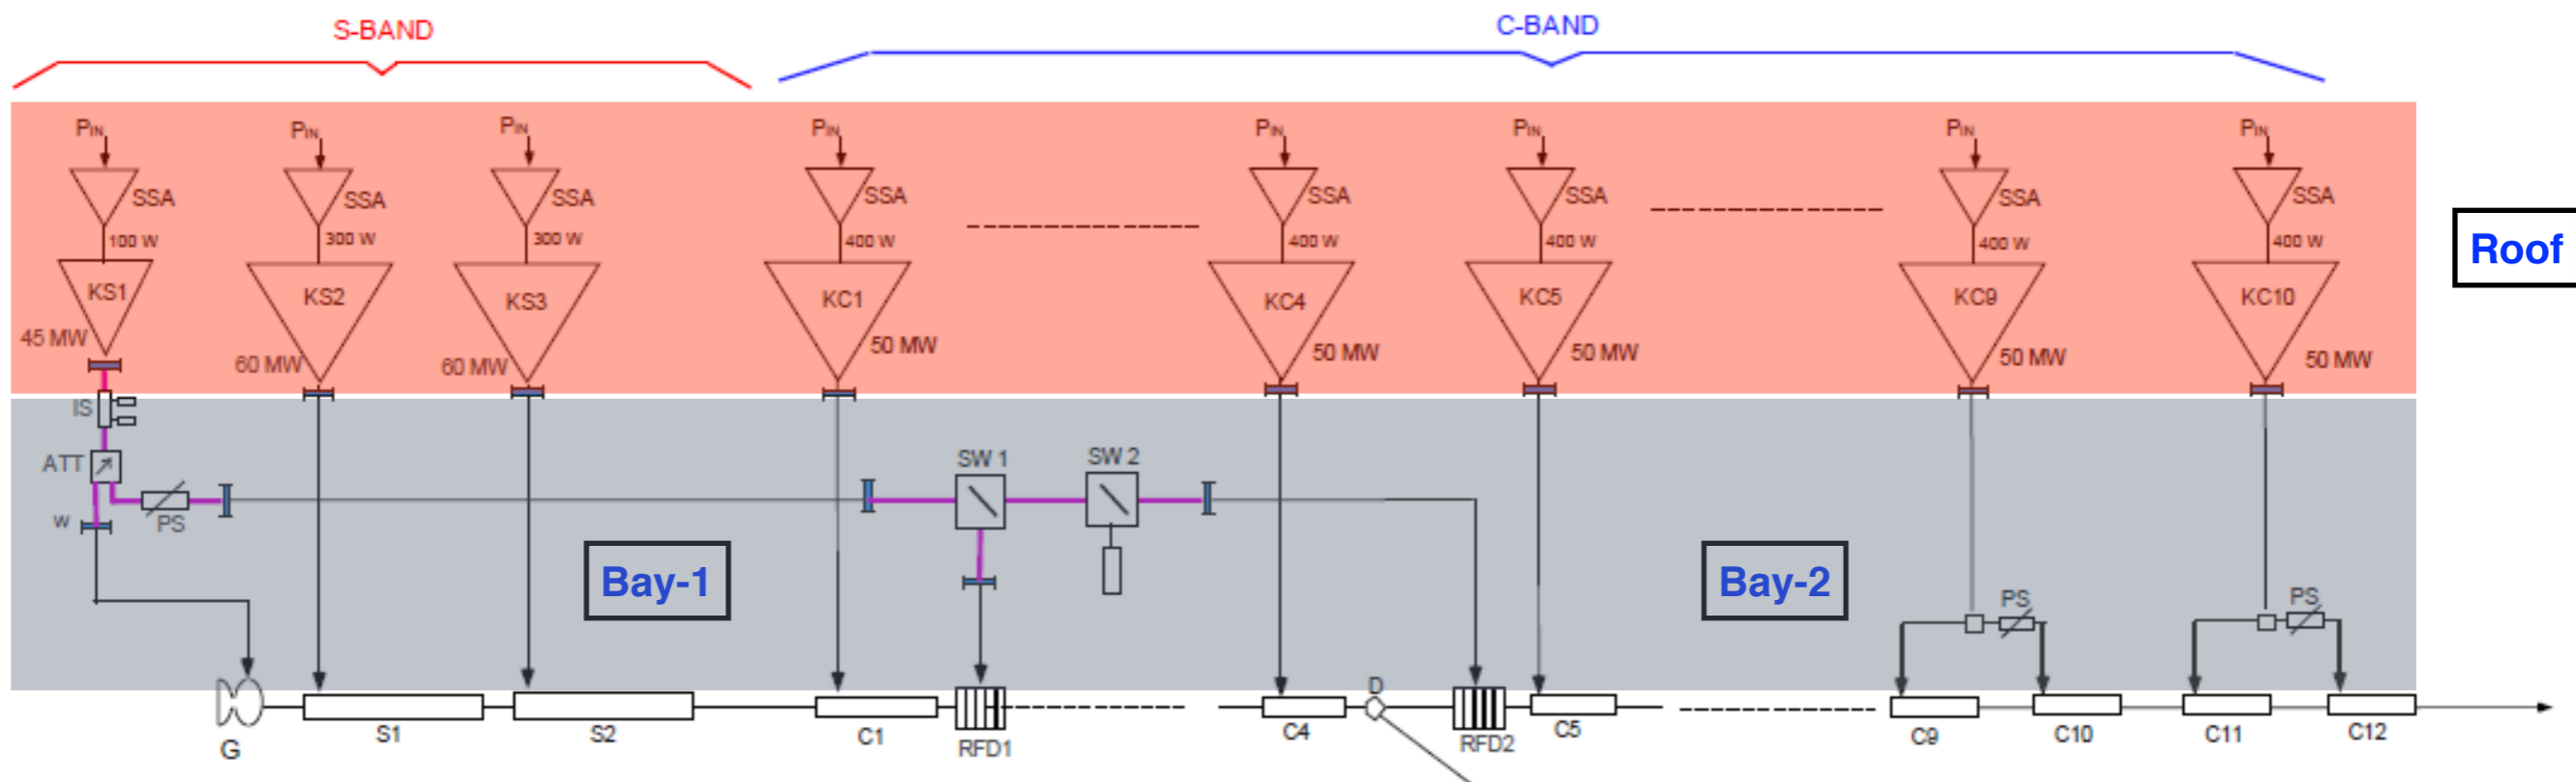 S-BAND
C-BAND
PIN
PIN
PIN
PIN
PIN
PIN
PIN
PIN
SSA
SSA
SSA
SSA
SSA
SSA
SSA
SSA
100 W
300 W
300 W
400 W
400 W
400 W
400 W
400 W
Roof
KS1
KS2
KS3
KC1
KC4
KC5
KC9
KC10
45 MW
60 MW
60 MW
50 MW
50 MW
50 MW
50 MW
50 MW
IS
ATT
SW 1
SW 2
W
PS
Bay-1
Bay-2
PS
PS
D
G
S1
S2
C1
RFD1
C4
RFD2
C5
C9
C10
C11
C12